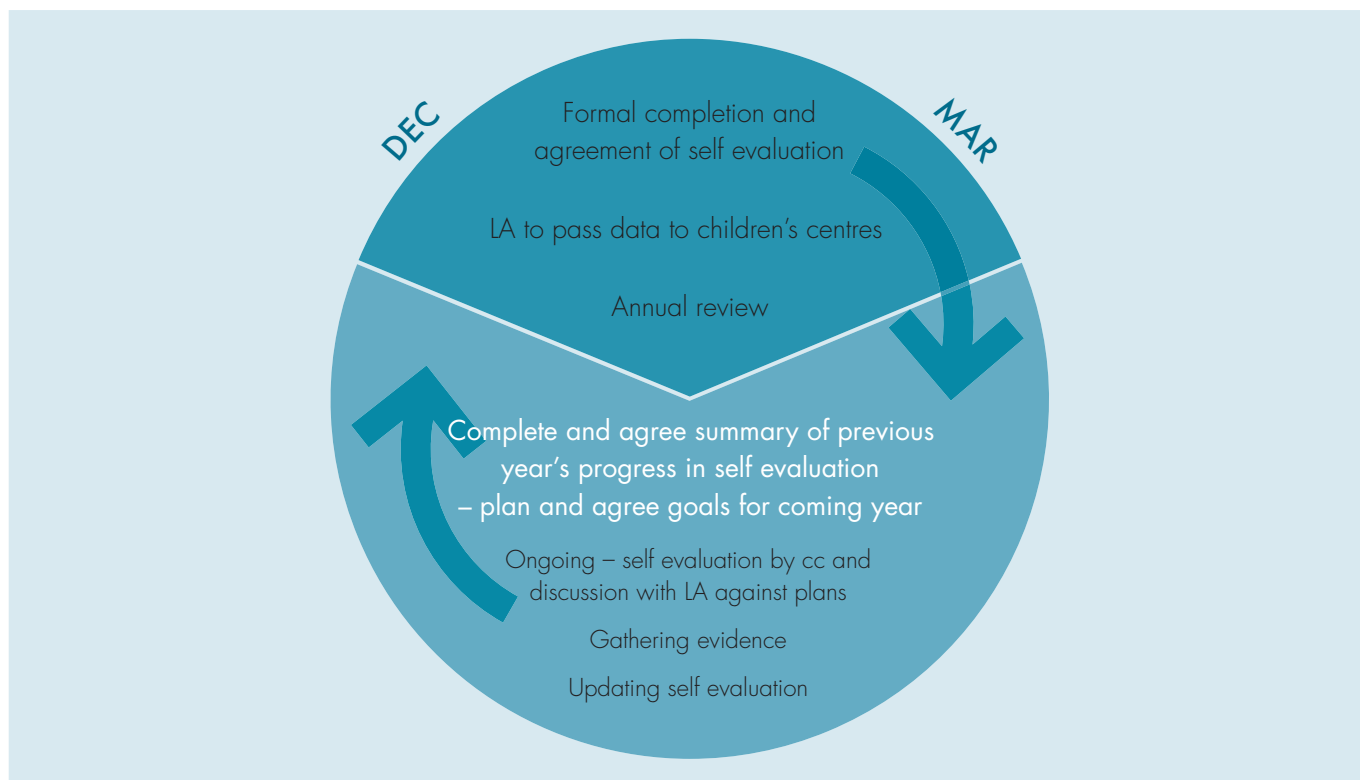 DEC
MAR
Formal completion and
agreement of self evaluation
LA to pass data to children’s centres
Annual review
Complete and agree summary of previous
year’s progress in self evaluation
– plan and agree goals for coming year
Ongoing – self evaluation by cc and
discussion with LA against plans
Gathering evidence
Updating self evaluation